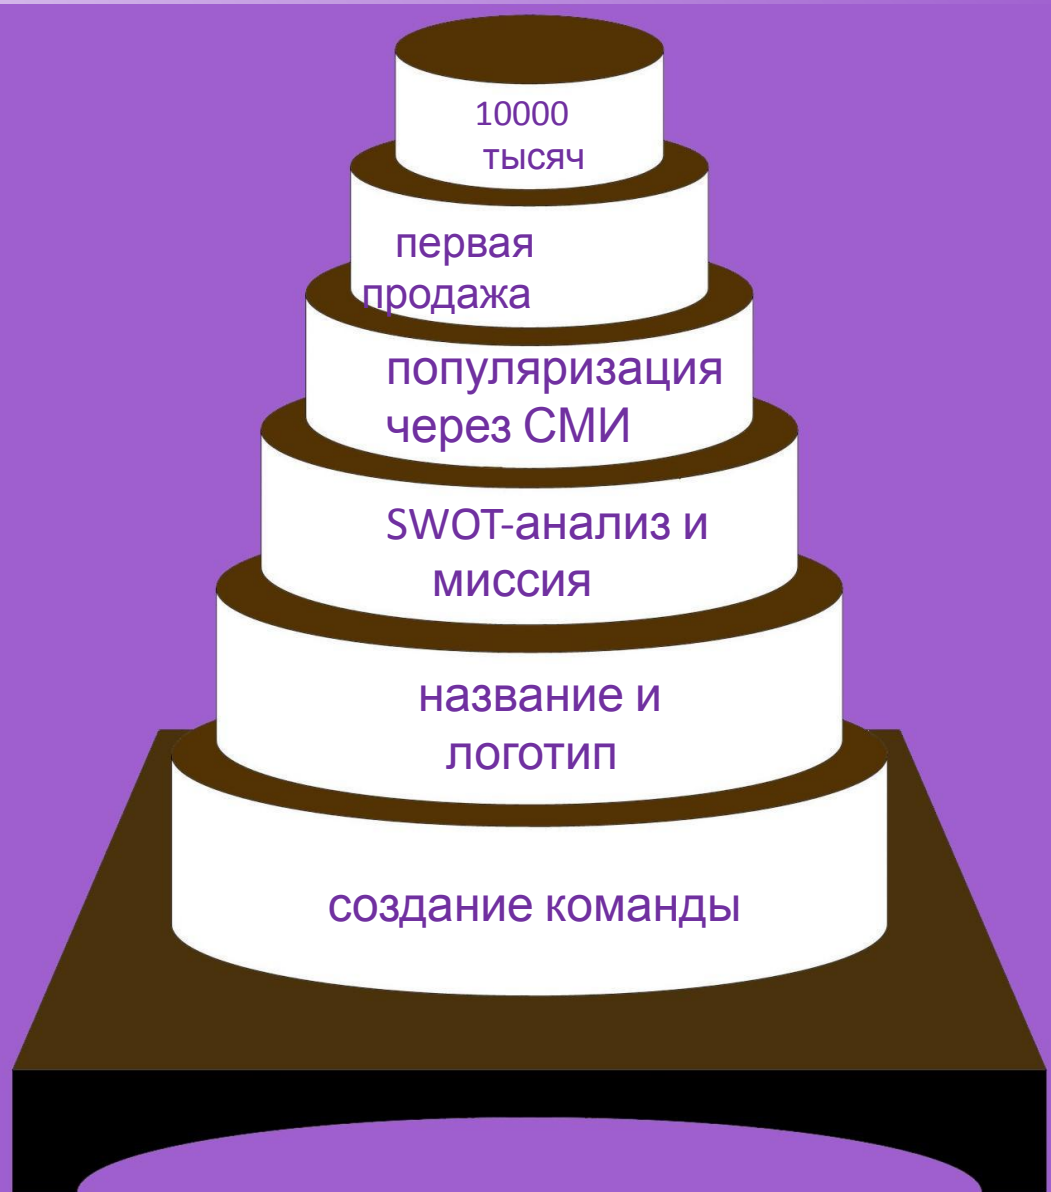 10000
тысяч
первая
продажа
популяризация
через СМИ
SWOT-анализ и
миссия
название и
логотип
создание команды